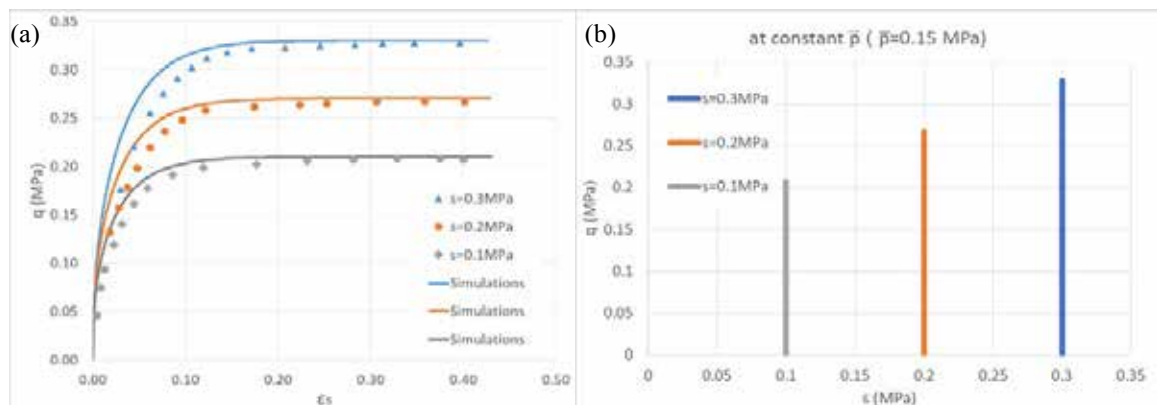 (a)
0.35
0.30
0.25
0.20
0.15
0.10
0.05
0.00
q (MPa)
s=0.3MPa
s=0.2MPa
s=0.1MPa
Simulations
Simulations
Simulations
0.00 0.10 0.20 0.30 0.40 0.50
εs
(b)
at constant p̄ ( p̄=0.15 MPa)
0.35
0.3
0.25
0.2
0.15
0.1
0.05
0
q (MPa)
s=0.3MPa
s=0.2MPa
s=0.1MPa
0 0.05 0.1 0.15 0.2 0.25 0.3 0.35
s (MPa)